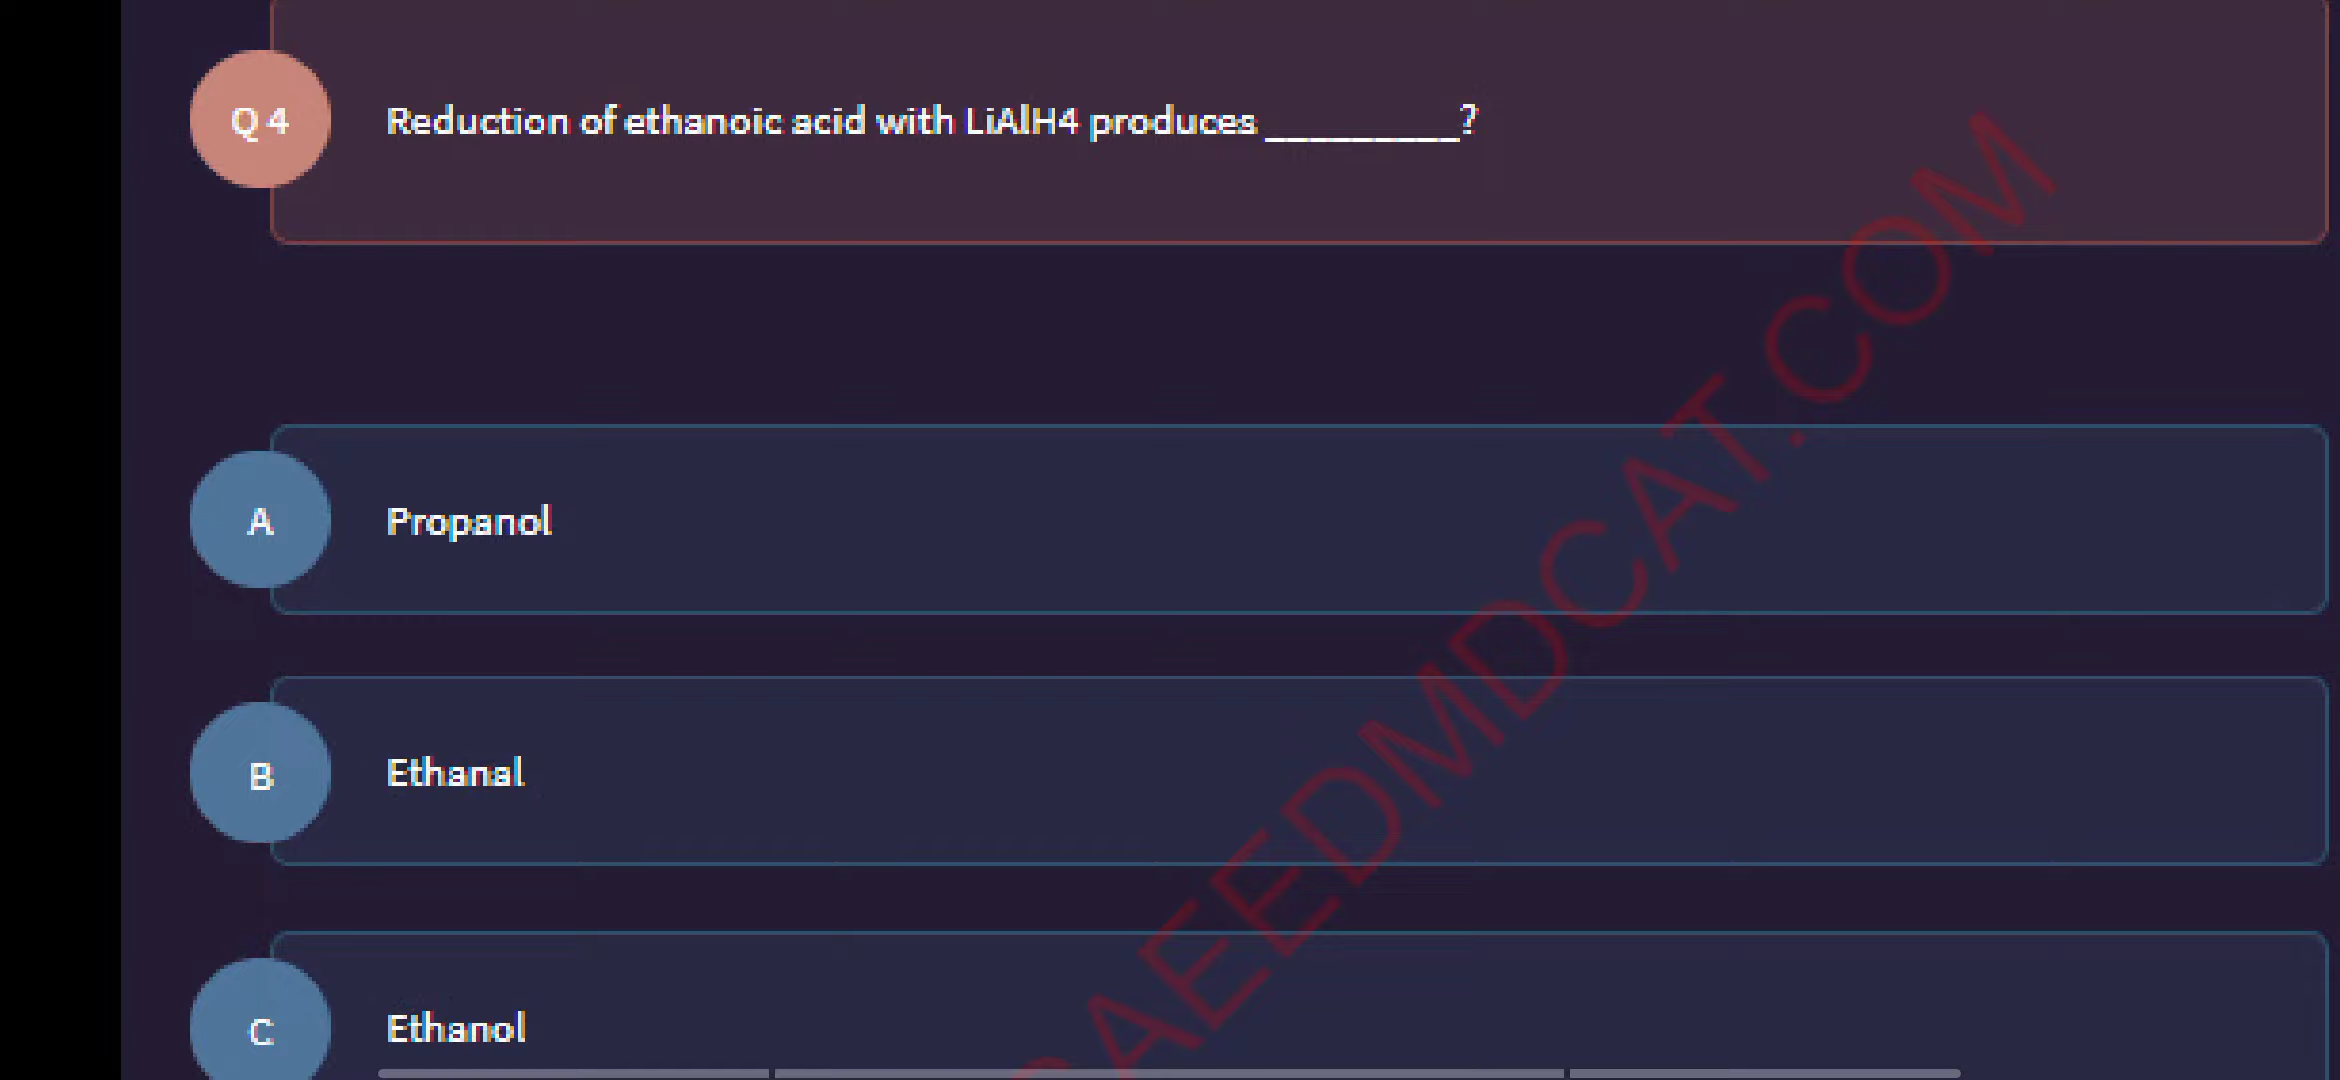 Q 4
Reduction of ethanoic acid with LiAlH4 produces _________?
A
Propanol
B
Ethanal
C
Ethanol
SAEEDMDCAT.COM